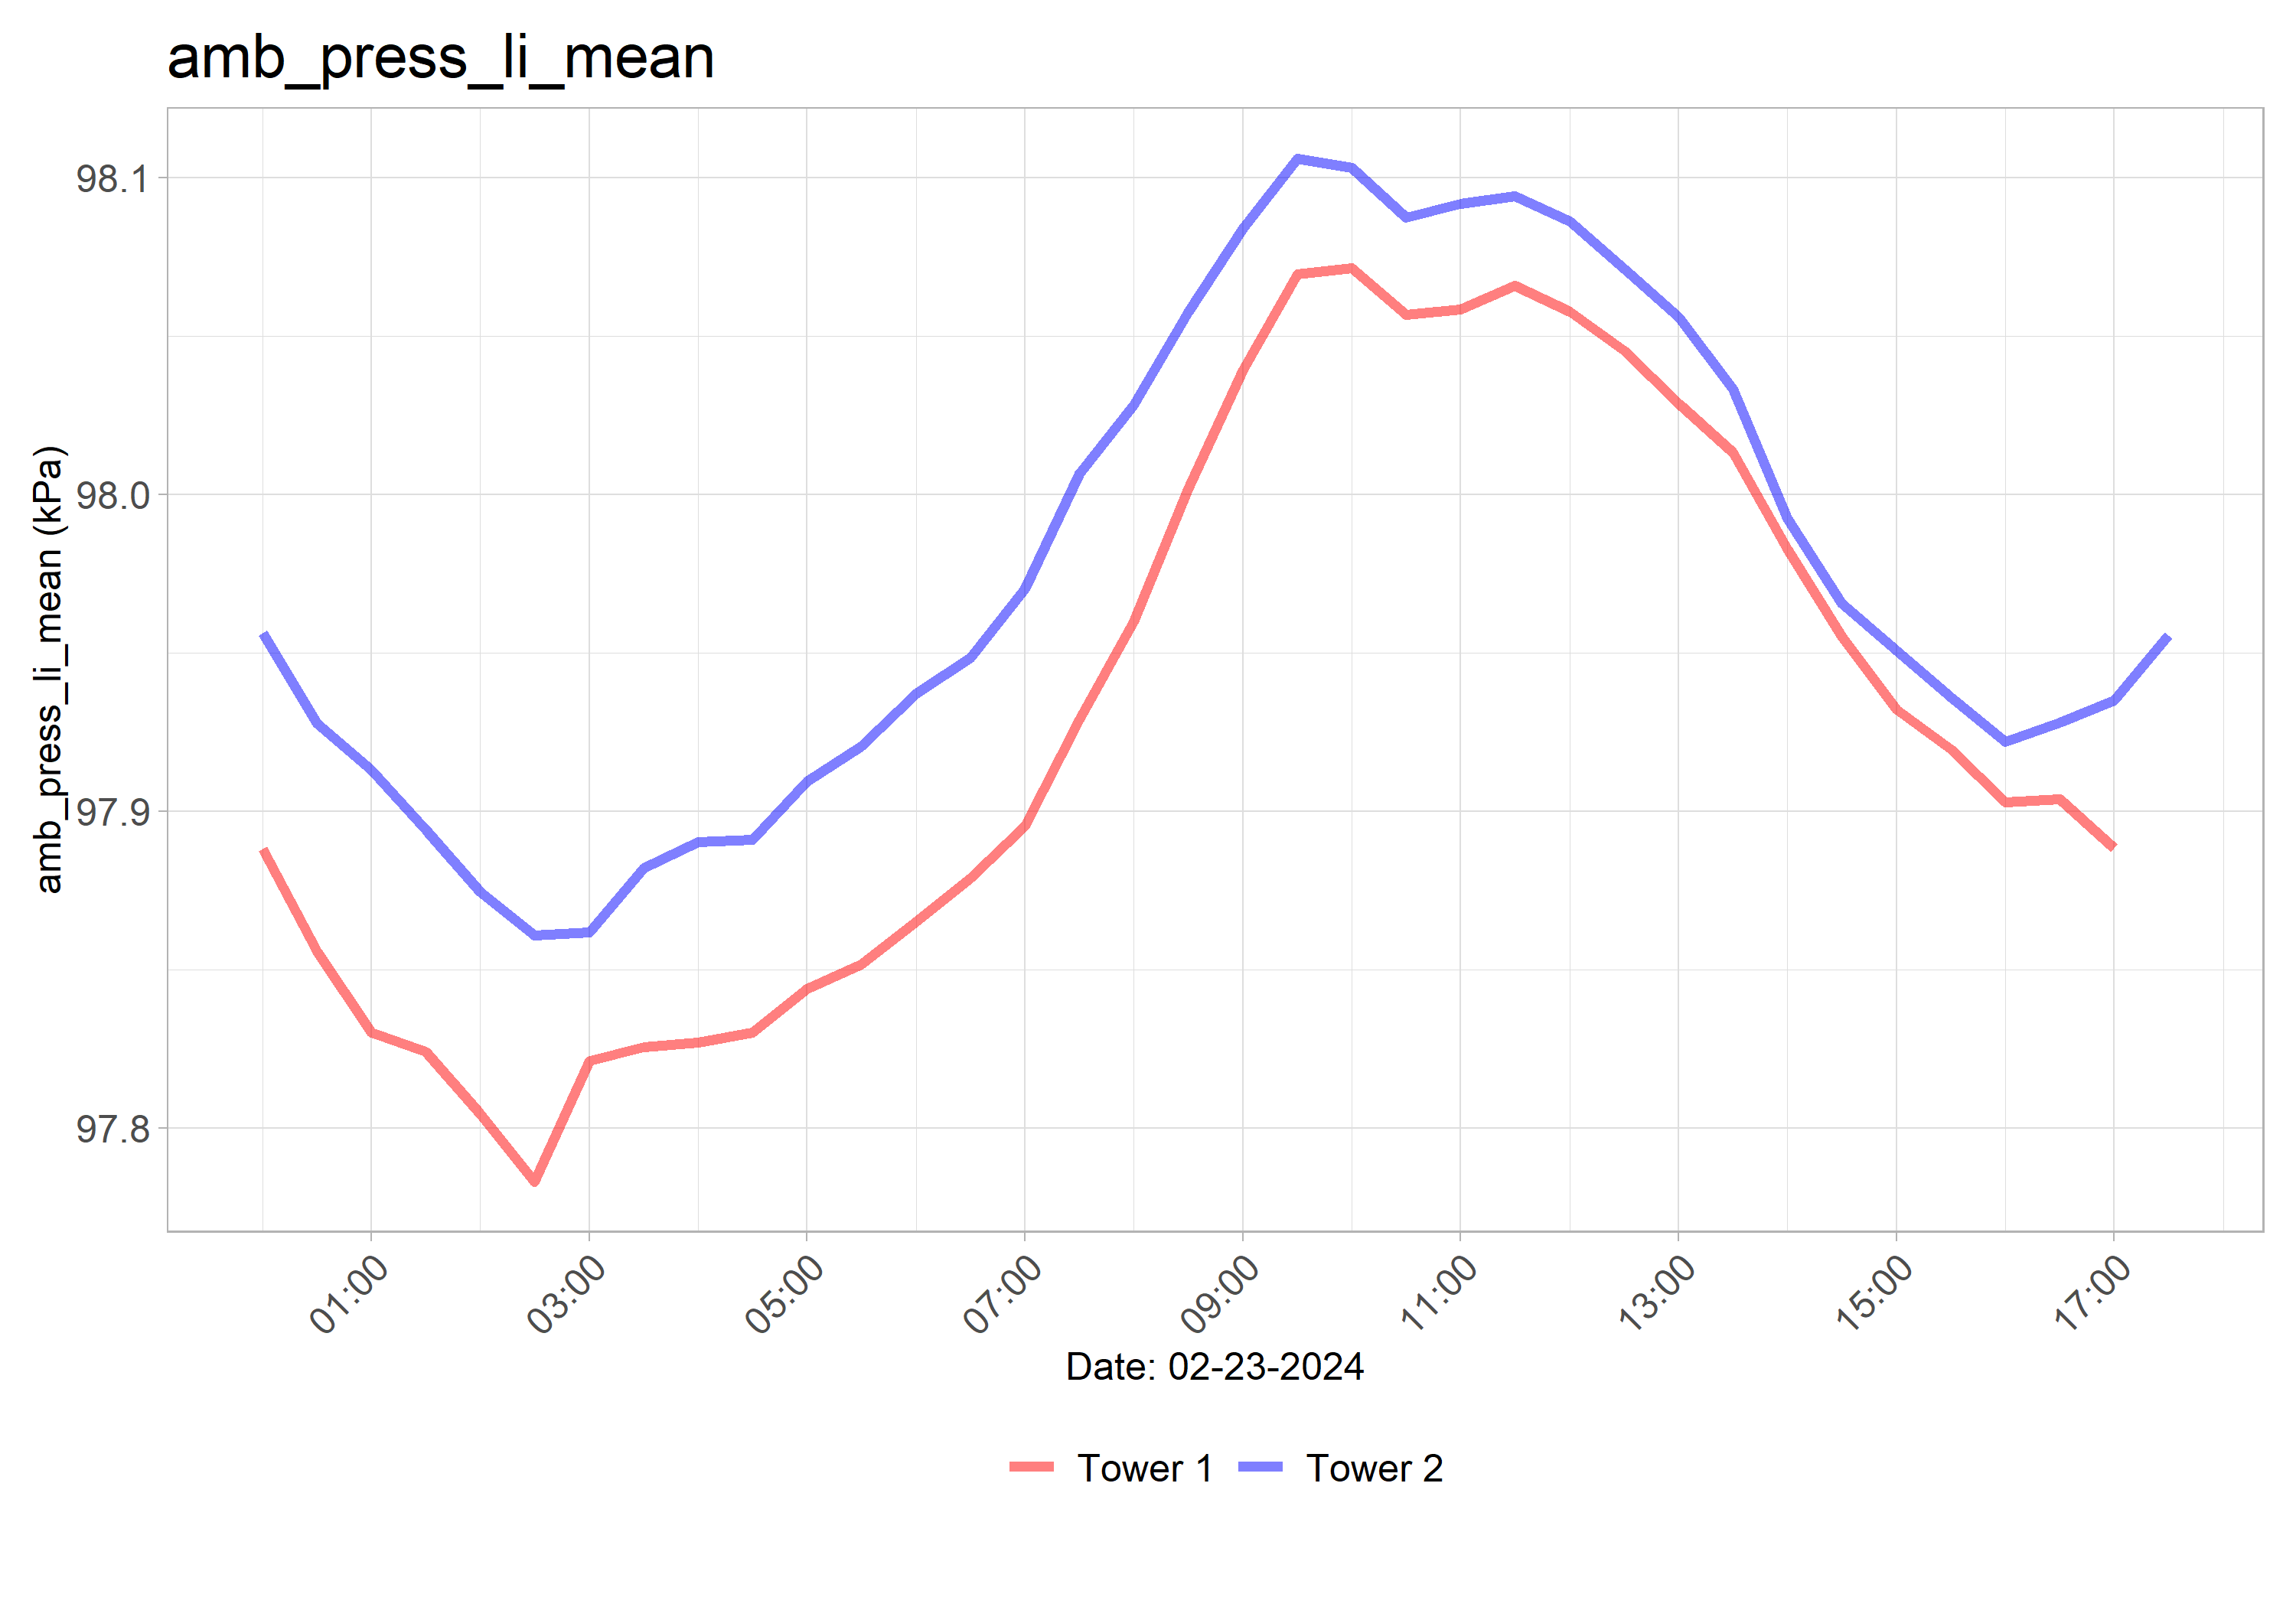 amb_press_li_mean
amb_press_li_mean (kPa)
98.1
98.0
97.9
97.8
01:00 03:00 05:00 07:00 09:00 11:00 13:00 15:00 17:00
Date: 02-23-2024
Tower 1 Tower 2